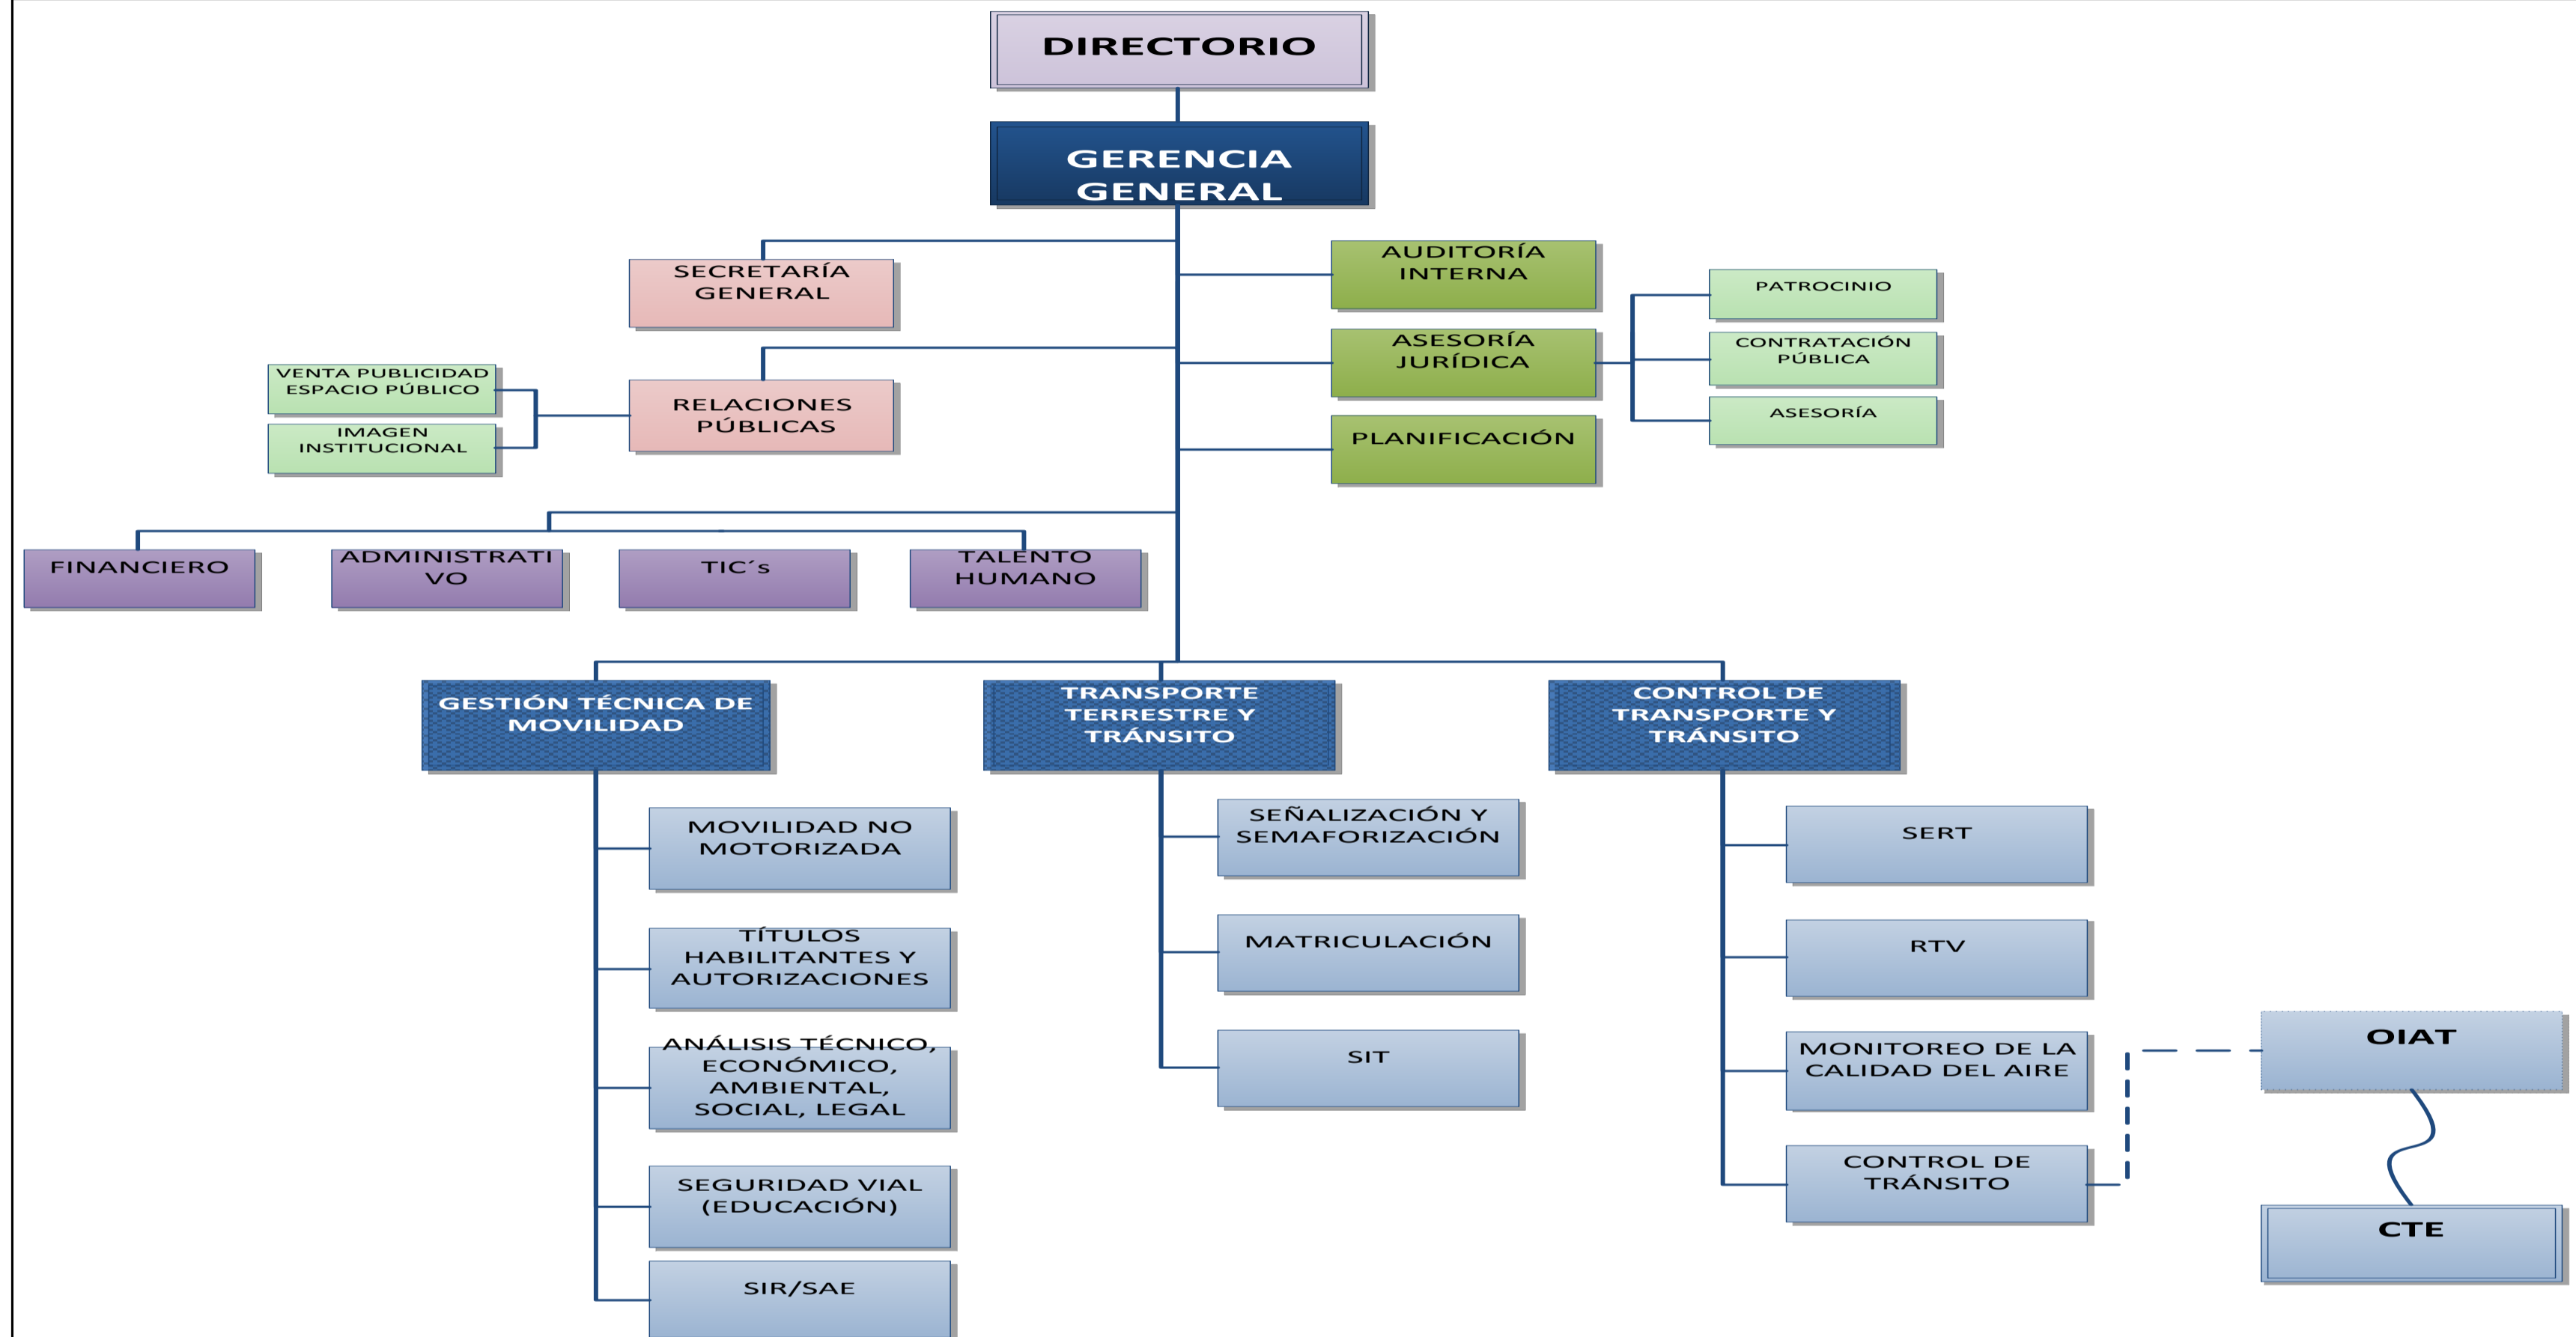 DIRECTORIO
GERENCIA
GENERAL
SECRETARÍA
GENERAL
AUDITORÍA
INTERNA
PATROCINIO
ASESORÍA
JURÍDICA
CONTRATACIÓN
PÚBLICA
VENTA PUBLICIDAD
ESPACIO PÚBLICO
RELACIONES
PÚBLICAS
ASESORÍA
IMAGEN
INSTITUCIONAL
PLANIFICACIÓN
FINANCIERO
ADMINISTRATI
VO
TIC´s
TALENTO
HUMANO
GESTIÓN TÉCNICA DE
MOVILIDAD
TRANSPORTE
TERRESTRE Y
TRÁNSITO
CONTROL DE
TRANSPORTE Y
TRÁNSITO
MOVILIDAD NO
MOTORIZADA
TÍTULOS
HABILITANTES Y
AUTORIZACIONES
ANÁLISIS TÉCNICO,
ECONÓMICO,
AMBIENTAL,
SOCIAL, LEGAL
SEGURIDAD VIAL
(EDUCACIÓN)
SIR/SAE
SEÑALIZACIÓN Y
SEMAFORIZACIÓN
MATRICULACIÓN
SIT
SERT
RTV
MONITOREO DE LA
CALIDAD DEL AIRE
CONTROL DE
TRÁNSITO
OIAT
CTE